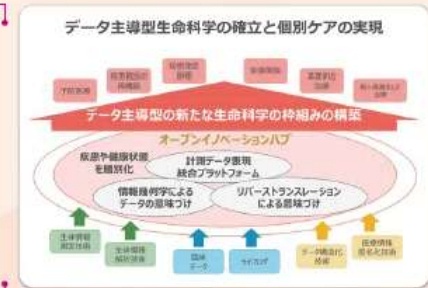 データ主導型生命科学の確立と個別ケアの実現
予防医療
創薬開発
データ主導型の新たな生命科学の枠組みの構築
オープンイノベーションハブ
疾患や健康状態
を層別化
計測データ表現
統合プラットフォーム
情報幾何学による
データの意味づけ
リバーストランスレーション
による意味づけ
生体情報
測定技術
生体情報
解析技術
臨床
データ
データ構造化
技術
医療情報
匿名化技術